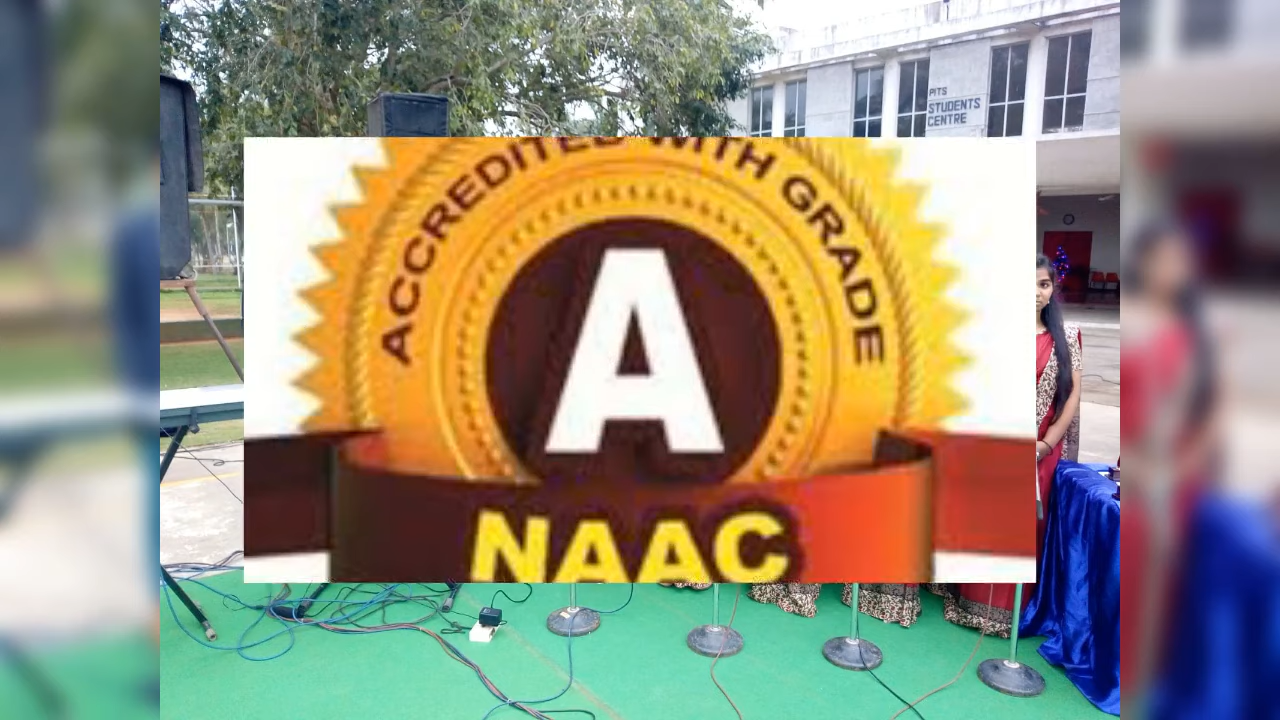 PITS
STUDENTS
CENTRE
ACCREDITED WITH GRADE
A
NAAC